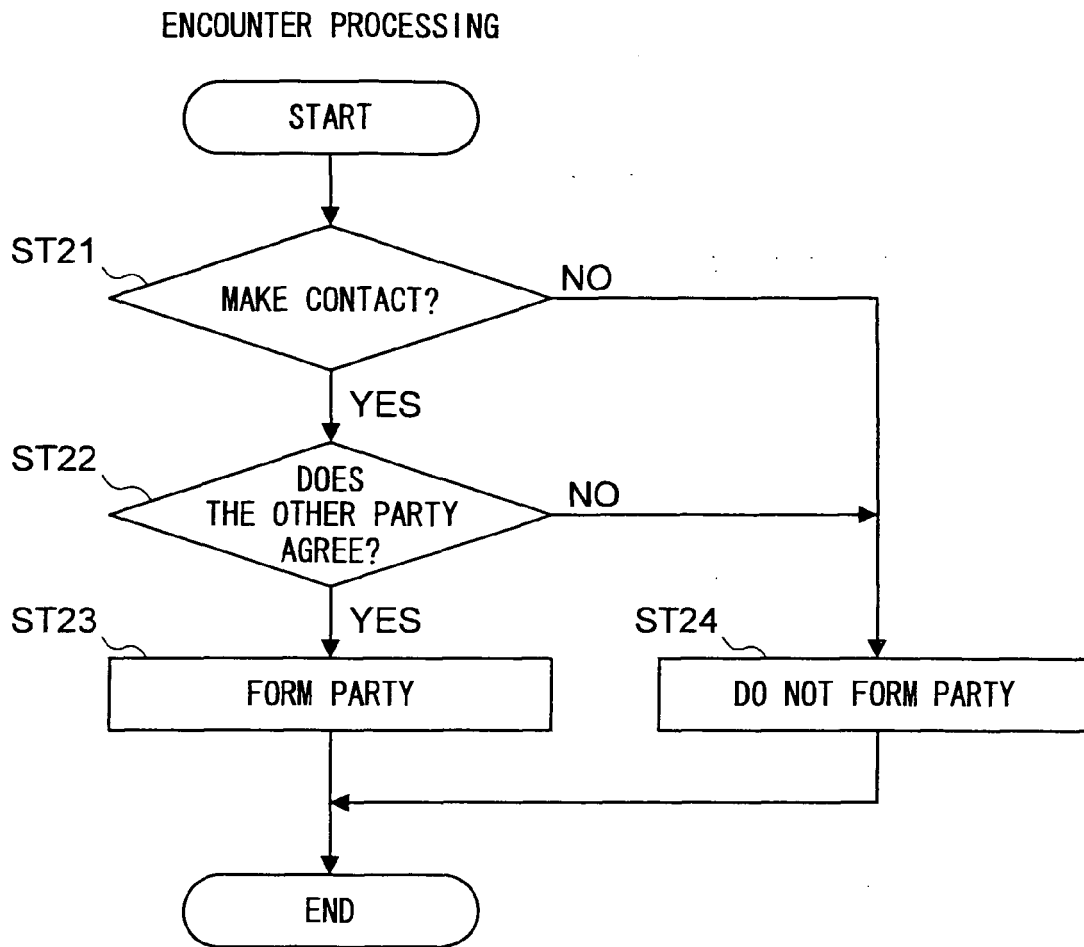 ENCOUNTER PROCESSING
START
ST21
MAKE CONTACT?
NO
YES
ST22
DOES
THE OTHER PARTY
AGREE?
NO
YES
ST23
FORM PARTY
ST24
DO NOT FORM PARTY
END